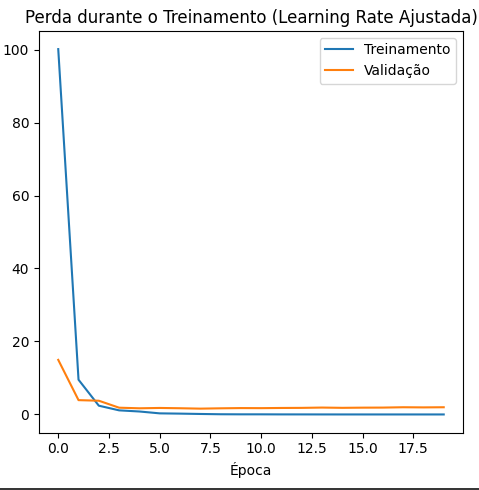 Perda durante o Treinamento (Learning Rate Ajustada)
Treinamento
Validação
100
80
60
40
20
0
0.0 2.5 5.0 7.5 10.0 12.5 15.0 17.5
Época